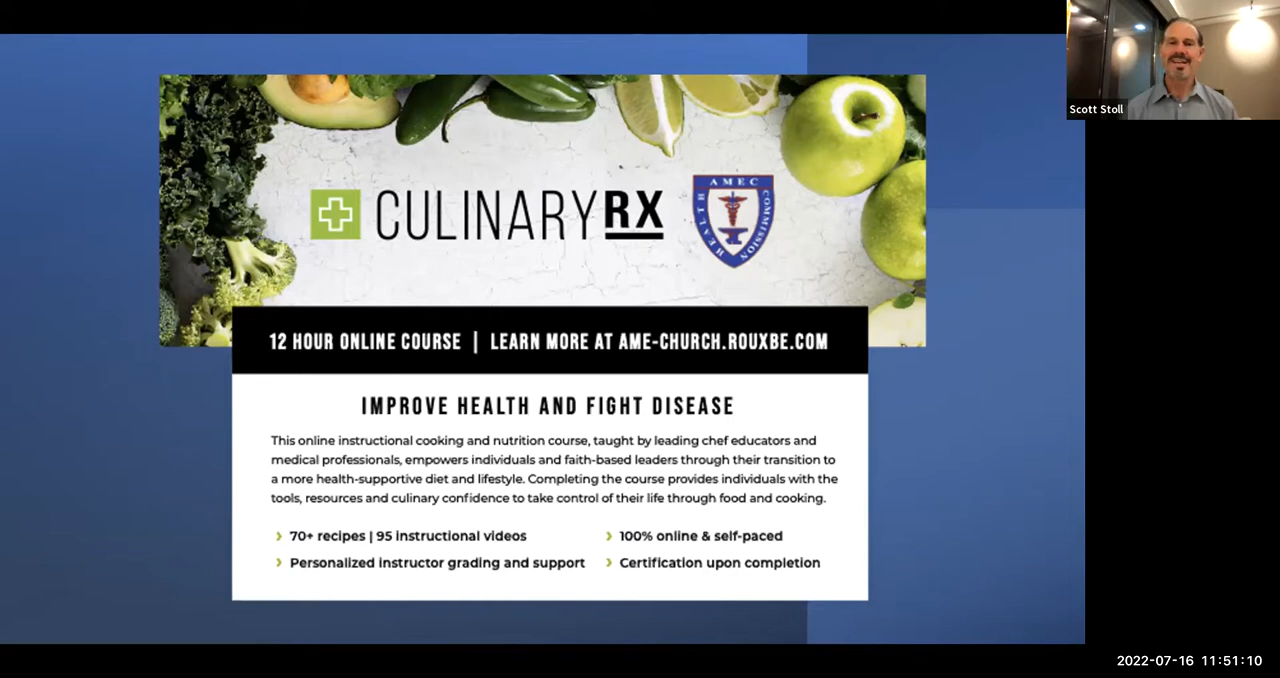 Scott Stoll
CULINARYRX
AMEC
HEALTH
COMMISSION
12 HOUR ONLINE COURSE | LEARN MORE AT AME-CHURCH.ROUXBE.COM
IMPROVE HEALTH AND FIGHT DISEASE
This online instructional cooking and nutrition course, taught by leading chef educators and
medical professionals, empowers individuals and faith-based leaders through their transition to
a more health-supportive diet and lifestyle. Completing the course provides individuals with the
tools, resources and culinary confidence to take control of their life through food and cooking.
› 70+ recipes | 95 instructional videos
› 100% online & self-paced
› Personalized instructor grading and support
› Certification upon completion
2022-07-16 11:51:10